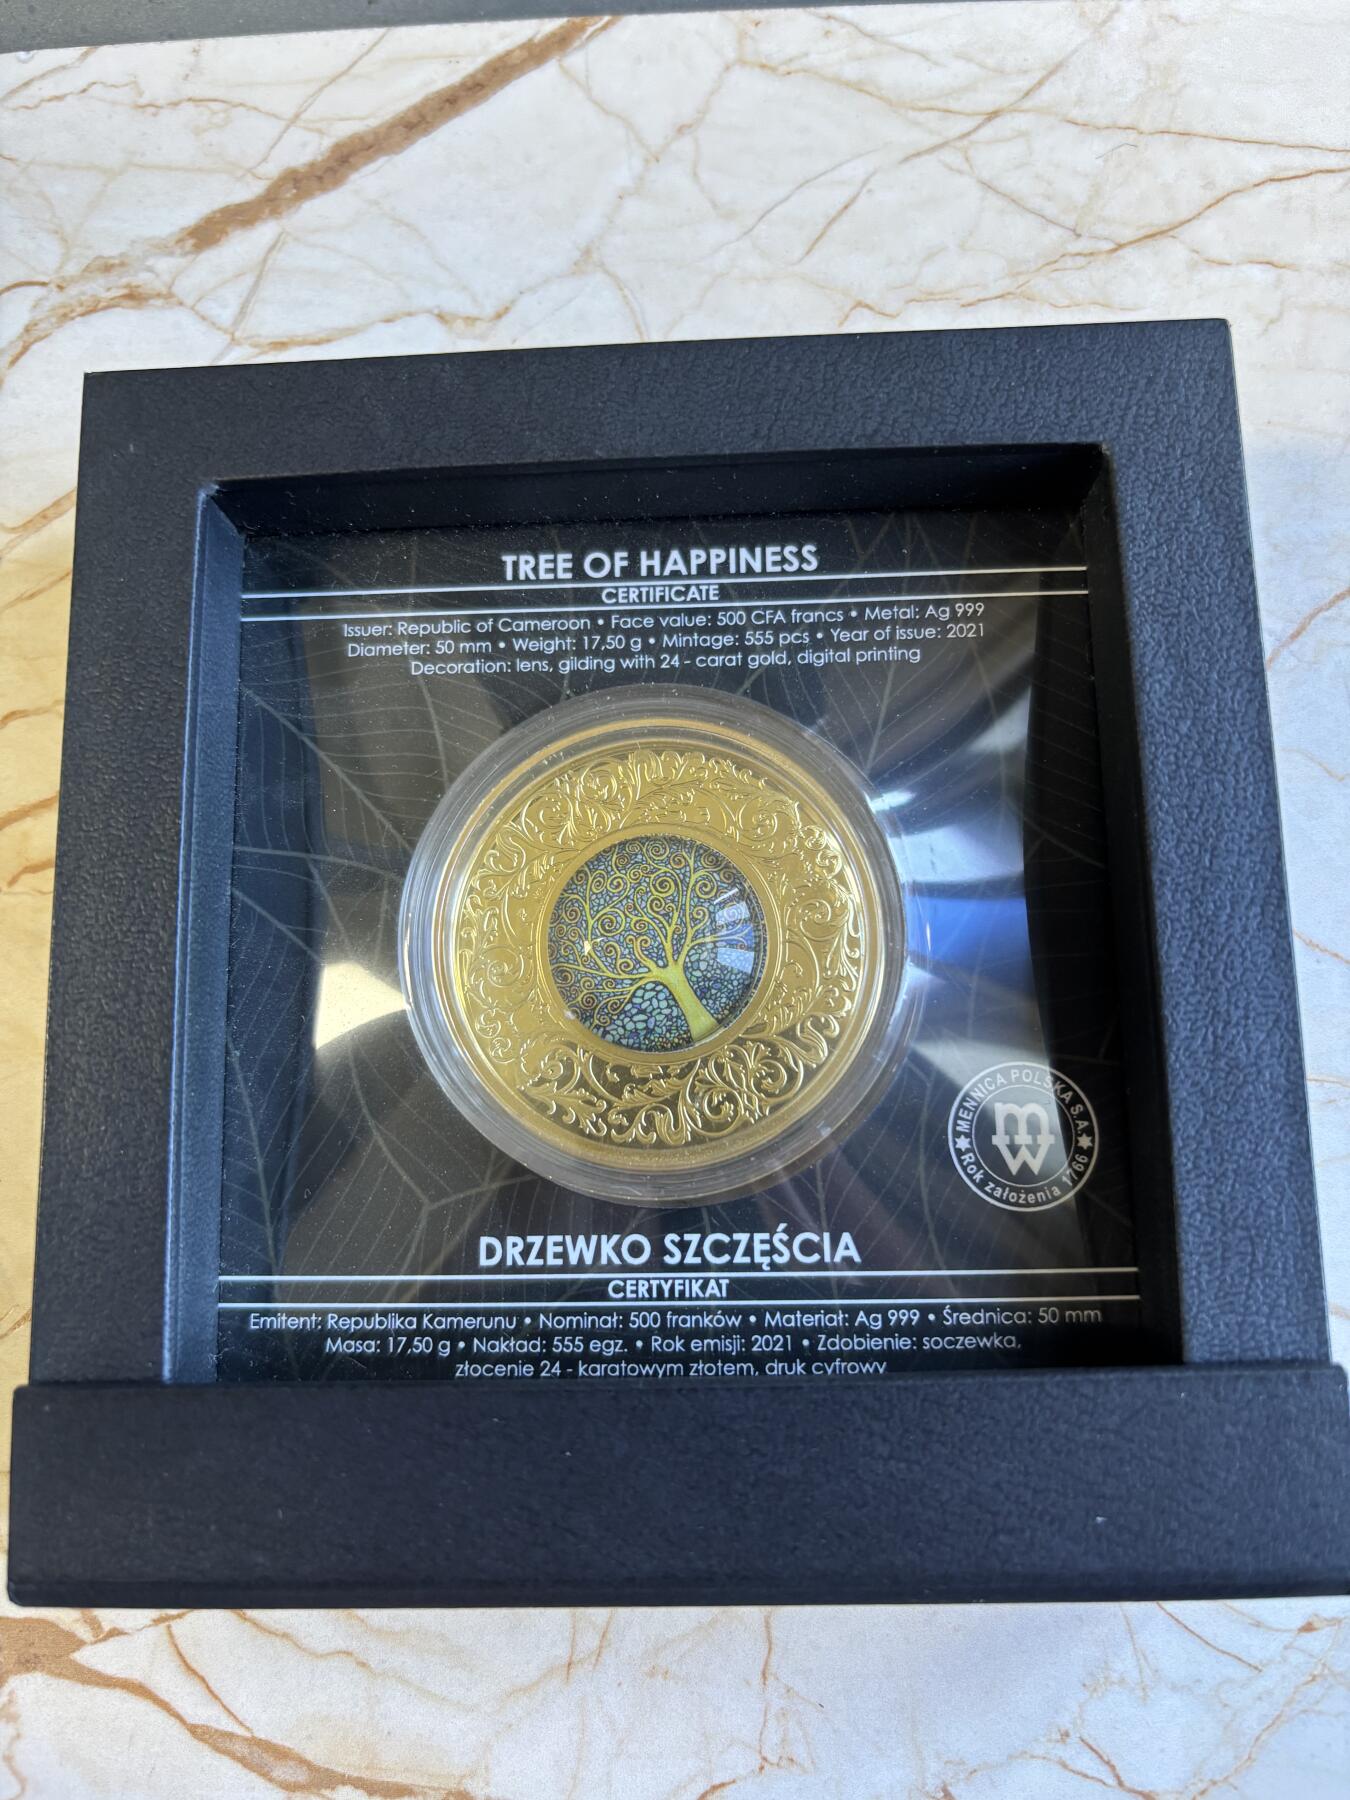 TREE OF HAPPINESS
CERTIFICATE
Issuer: Republic of Cameroon • Face value: 500 CFA francs • Metal: Ag 999
Diameter: 50 mm • Weight: 17,50 g • Mintage: 555 pcs • Year of issue: 2021
Decoration: lens, gilding with 24 - carat gold, digital printing
MENNICA POLSKA S.A.
mw
Rok założenia 1766
DRZEWKO SZCZĘŚCIA
CERTYFIKAT
Emitent: Republika Kamerunu • Nominał: 500 franków • Materiał: Ag 999 • Średnica: 50 mm
Masa: 17,50 g • Nakład: 555 egz. • Rok emisji: 2021 • Zdobienie: soczewka,
złocenie 24 - karatowym złotem, druk cyfrowy